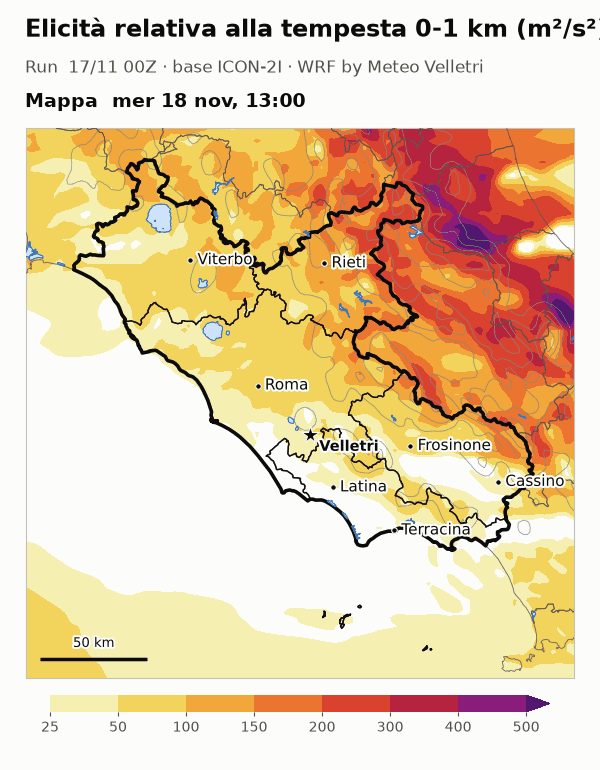 Elicità relativa alla tempesta 0-1 km (m²/s²)
Run  17/11 00Z · base ICON-2I · WRF by Meteo Velletri
Mappa  mer 18 nov, 13:00
Viterbo
Rieti
Roma
Velletri
Frosinone
Latina
Cassino
Terracina
50 km
25 50 100 150 200 300 400 500